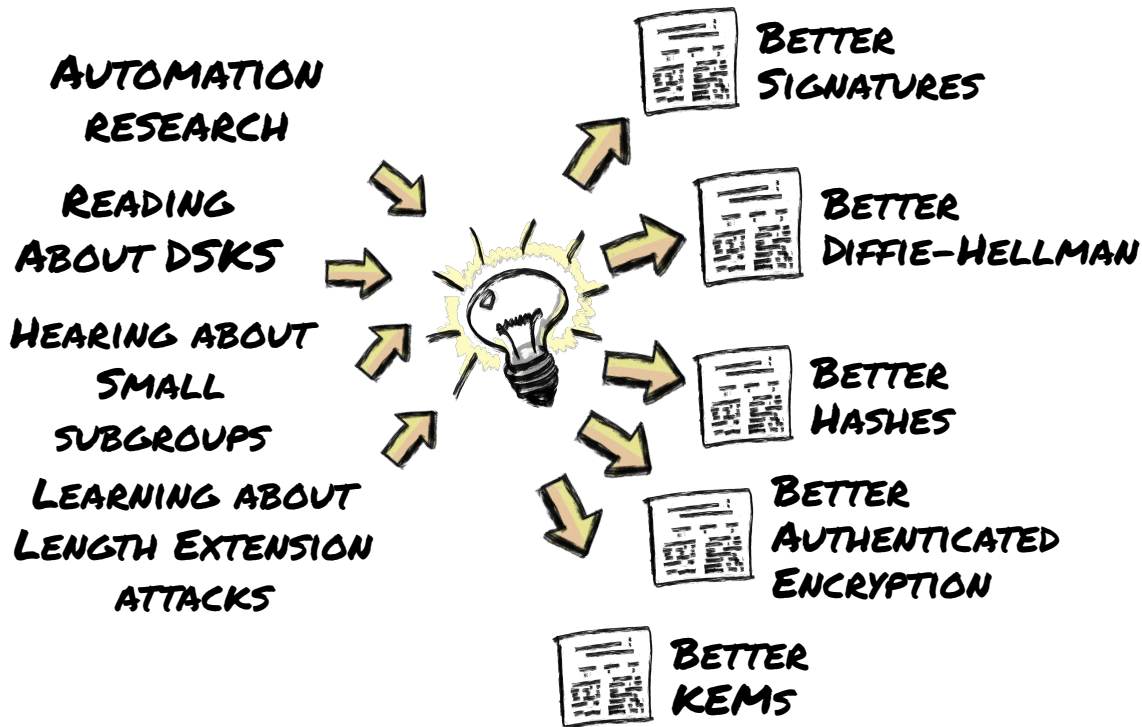 Automation
research
Reading
About DSKS
Hearing about
Small
subgroups
Learning about
Length Extension
attacks
Better
Signatures
Better
Diffie-Hellman
Better
Hashes
Better
Authenticated
Encryption
Better
KEMs